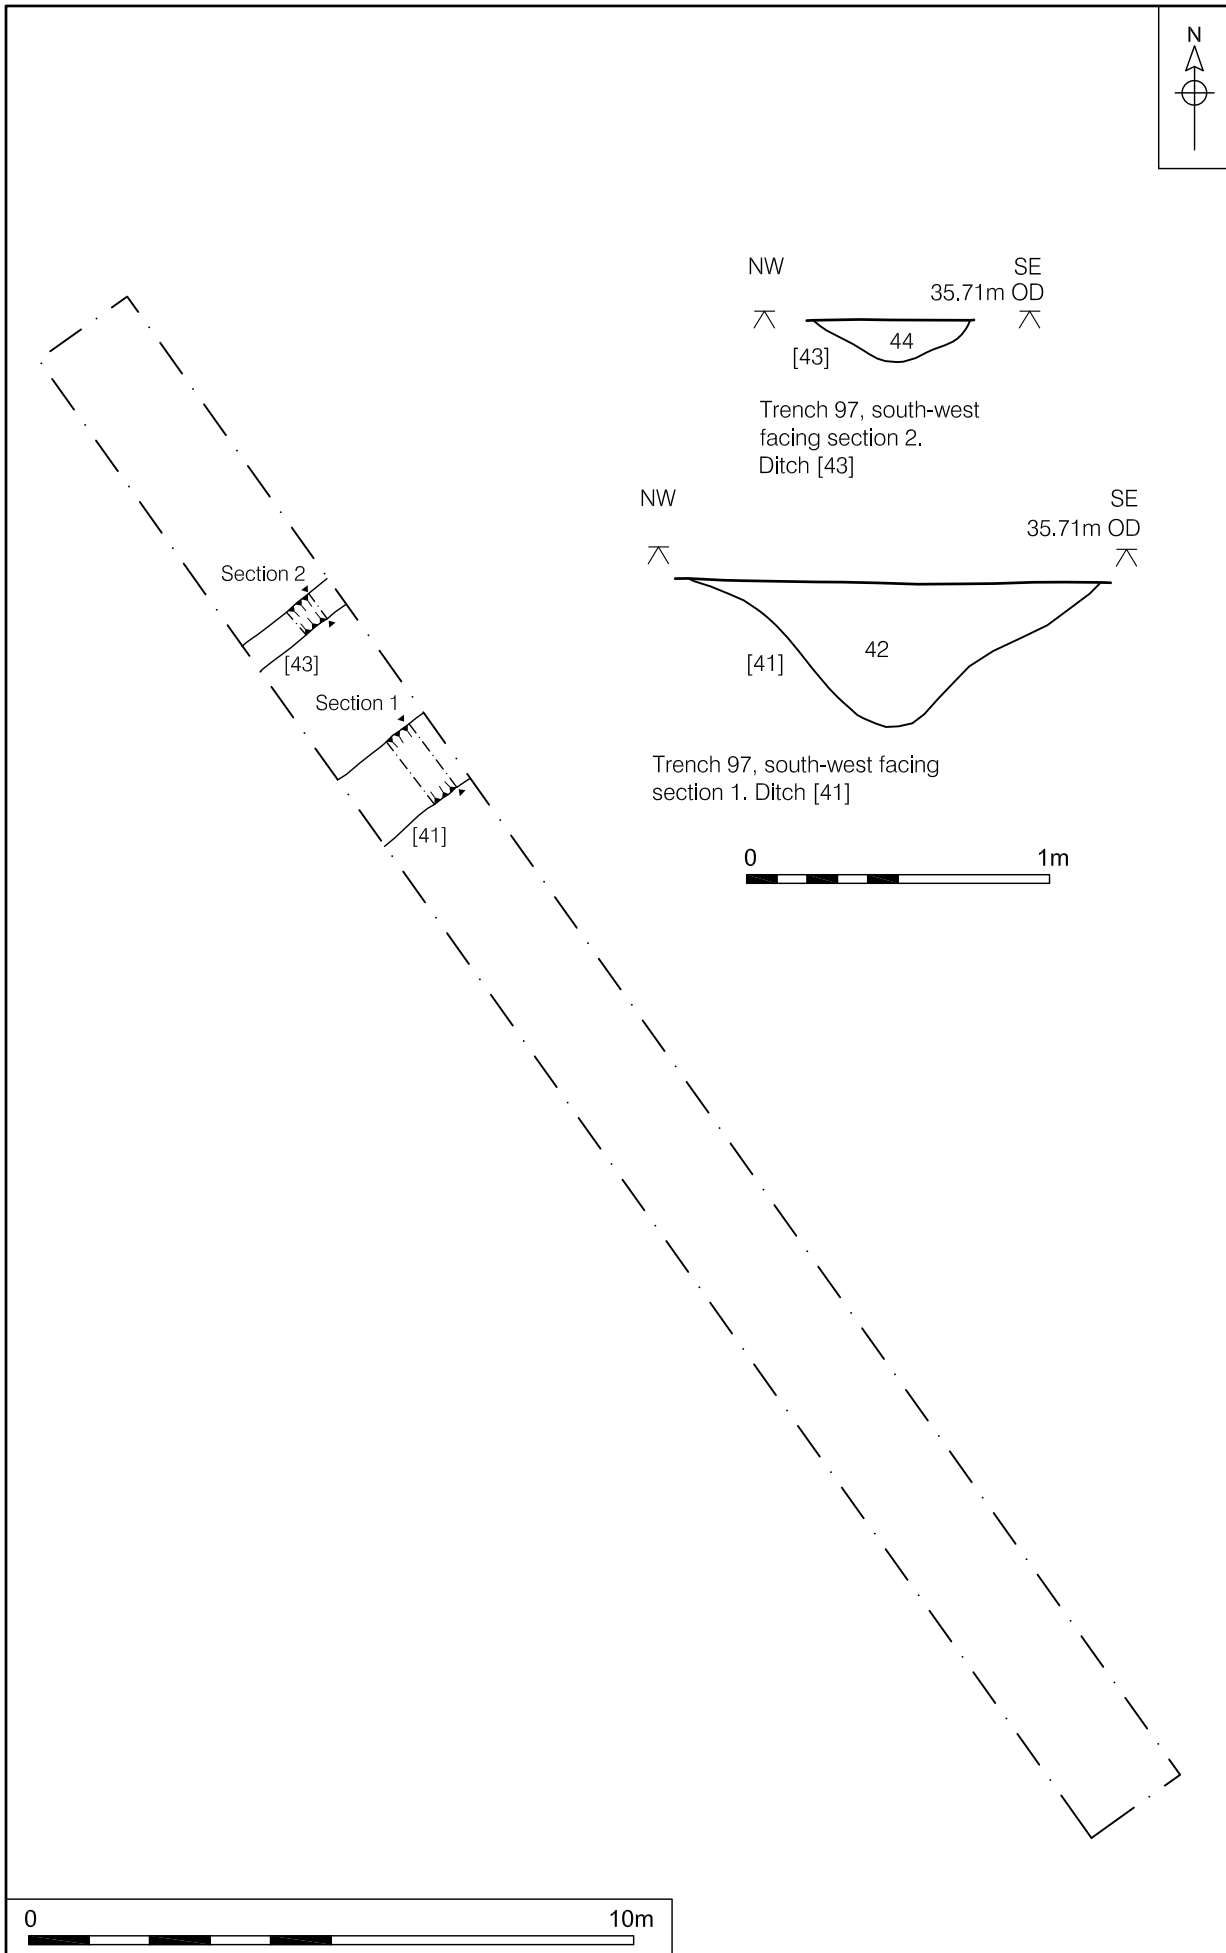 N
NW SE
35.71m OD
[43] 44
Trench 97, south-west
facing section 2.
Ditch [43]
NW SE
35.71m OD
[41] 42
Trench 97, south-west facing
section 1. Ditch [41]
0 1m
Section 2
[43]
Section 1
[41]
0 10m